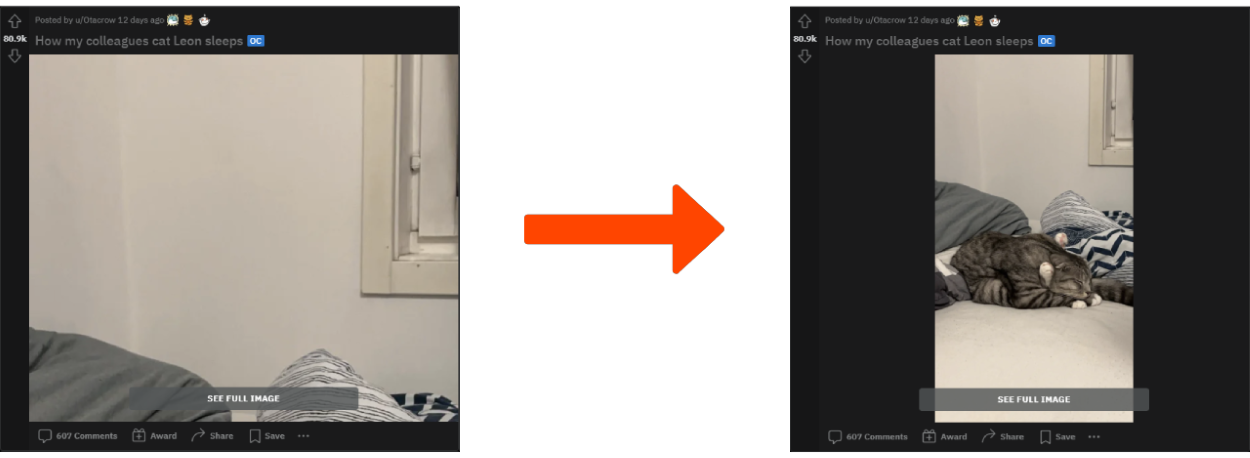 Posted by u/Otacrow 12 days ago
80.9k
How my colleagues cat Leon sleeps OC
SEE FULL IMAGE
607 Comments Award Share Save
Posted by u/Otacrow 12 days ago
80.9k
How my colleagues cat Leon sleeps OC
SEE FULL IMAGE
607 Comments Award Share Save